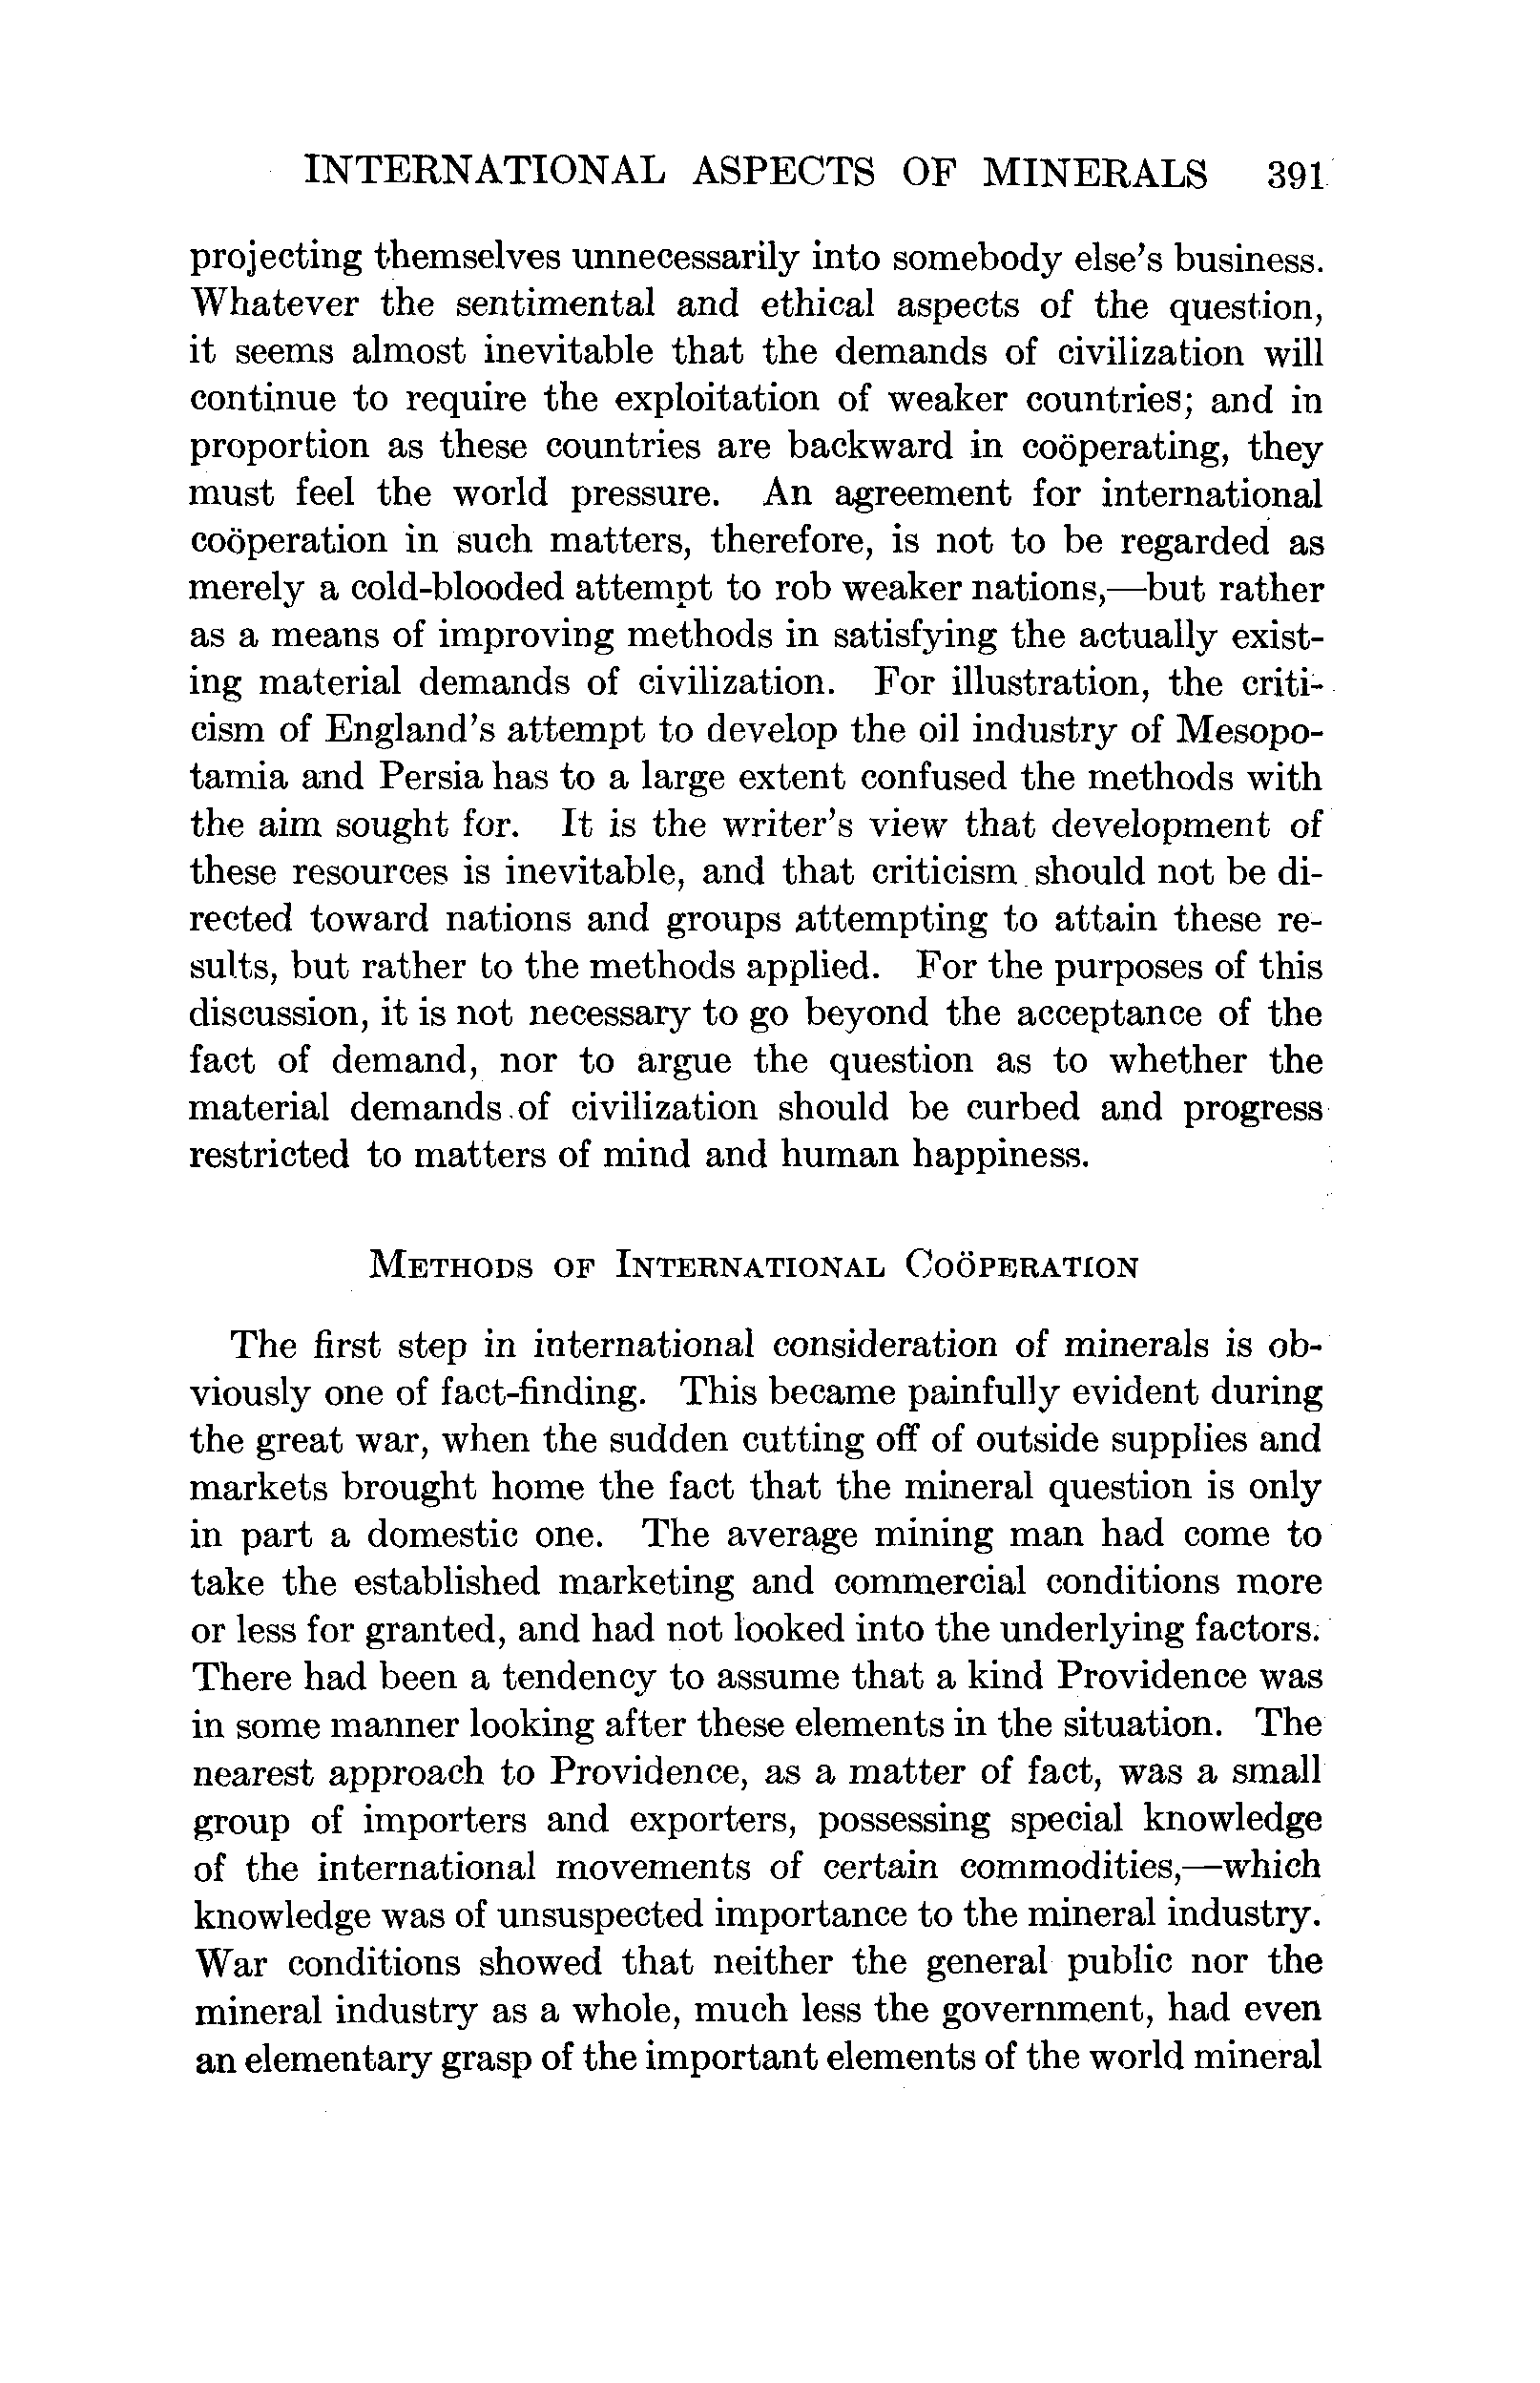 INTERNATIONAL ASPECTS OF MINERALS 391
projecting themselves unnecessarily into somebody else's business.
Whatever the sentimental and ethical aspects of the question,
it seems almost inevitable that the demands of civilization will
continue to require the exploitation of weaker countries; and in
proportion as these countries are backward in coöperating, they
must feel the world pressure. An agreement for international
coöperation in such matters, therefore, is not to be regarded as
merely a cold-blooded attempt to rob weaker nations,—but rather
as a means of improving methods in satisfying the actually exist-
ing material demands of civilization. For illustration, the criti-
cism of England's attempt to develop the oil industry of Mesopo-
tamia and Persia has to a large extent confused the methods with
the aim sought for. It is the writer's view that development of
these resources is inevitable, and that criticism should not be di-
rected toward nations and groups attempting to attain these re-
sults, but rather to the methods applied. For the purposes of this
discussion, it is not necessary to go beyond the acceptance of the
fact of demand, nor to argue the question as to whether the
material demands of civilization should be curbed and progress
restricted to matters of mind and human happiness.
METHODS OF INTERNATIONAL COÖPERATION
The first step in international consideration of minerals is ob-
viously one of fact-finding. This became painfully evident during
the great war, when the sudden cutting off of outside supplies and
markets brought home the fact that the mineral question is only
in part a domestic one. The average mining man had come to
take the established marketing and commercial conditions more
or less for granted, and had not looked into the underlying factors.
There had been a tendency to assume that a kind Providence was
in some manner looking after these elements in the situation. The
nearest approach to Providence, as a matter of fact, was a small
group of importers and exporters, possessing special knowledge
of the international movements of certain commodities,—which
knowledge was of unsuspected importance to the mineral industry.
War conditions showed that neither the general public nor the
mineral industry as a whole, much less the government, had even
an elementary grasp of the important elements of the world mineral